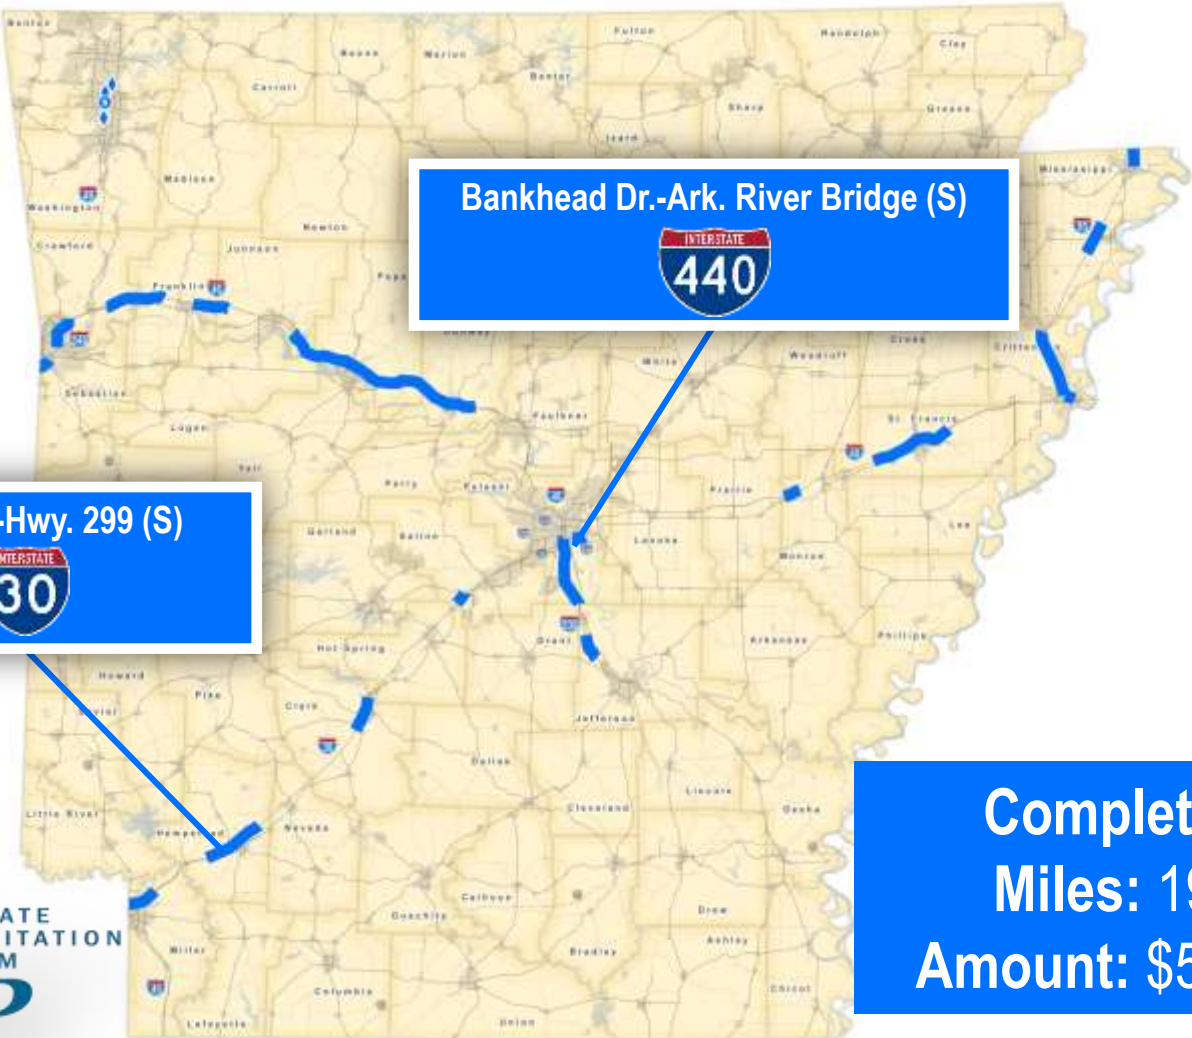 Benton
Boone
Marion
Fulton
Randolph
Clay
Carroll
Baxter
Sharp
Greene
Izard
Madison
Washington
Newton
Mississippi
Bankhead Dr.-Ark. River Bridge (S)
INTERSTATE
440
Crawford
Johnson
Franklin
Pope
Conway
White
Woodruff
Cross
Crittenden
Sebastian
Logan
Faulkner
St. Francis
Yell
Perry
Pulaski
Prairie
Lee
-Hwy. 299 (S)
INTERSTATE
30
Garland
Saline
Lonoke
Monroe
Hot Spring
Grant
Arkansas
Phillips
Howard
Pike
Clark
Sevier
Jefferson
Dallas
Lincoln
Little River
Hempstead
Nevada
Cleveland
Desha
Complet
Miles: 19
Amount: $5
ATE
ITATION
M
Calhoun
Ouachita
Drew
Miller
Bradley
Ashley
Columbia
Chicot
Lafayette
Union